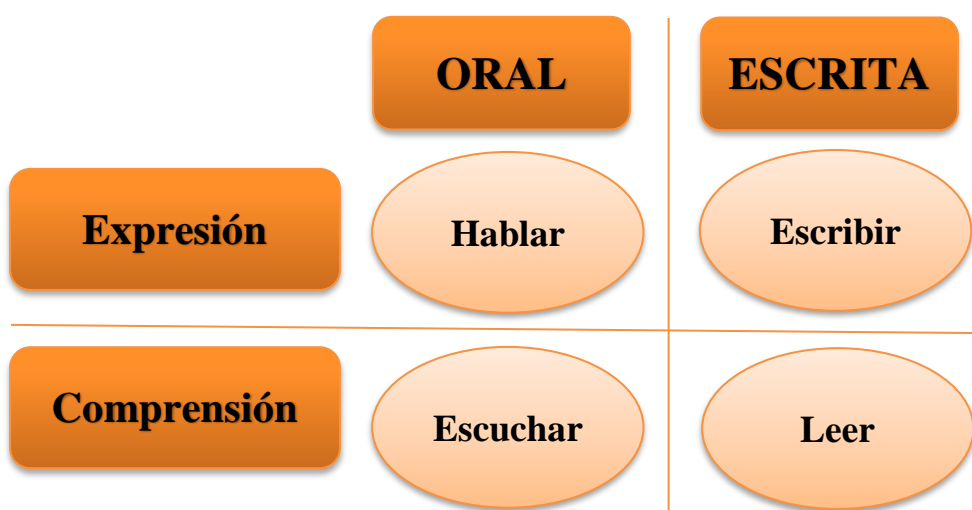 ORAL
ESCRITA
Expresión
Hablar
Escribir
Comprensión
Escuchar
Leer